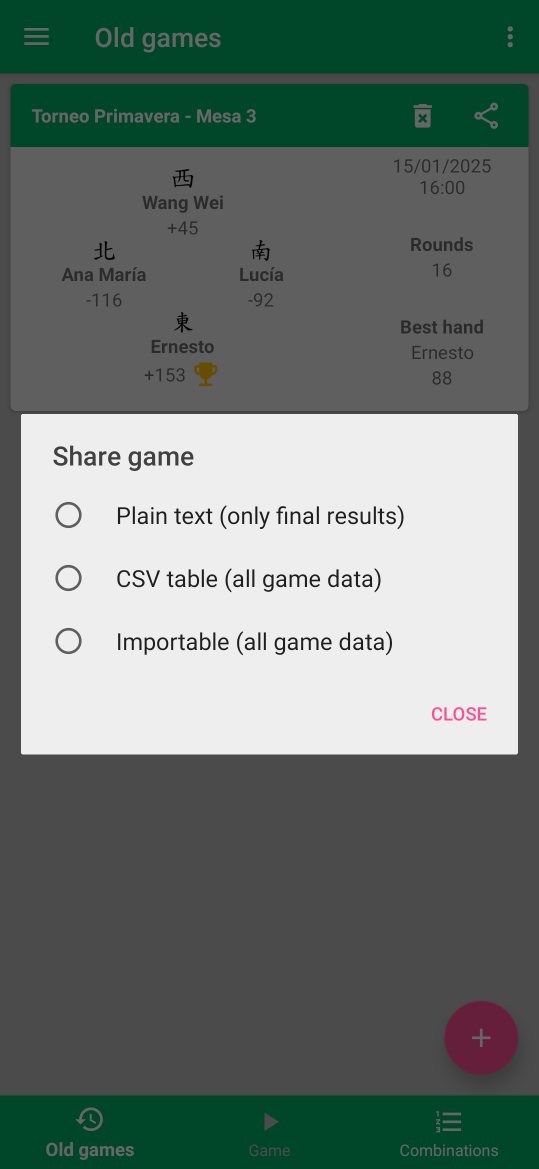 Old games
Torneo Primavera - Mesa 3
西
Wang Wei
+45
北
Ana María
-116
南
Lucía
-92
東
Ernesto
+153
15/01/2025
16:00
Rounds
16
Best hand
Ernesto
88
Share game
Plain text (only final results)
CSV table (all game data)
Importable (all game data)
CLOSE
Old games
Game
Combinations